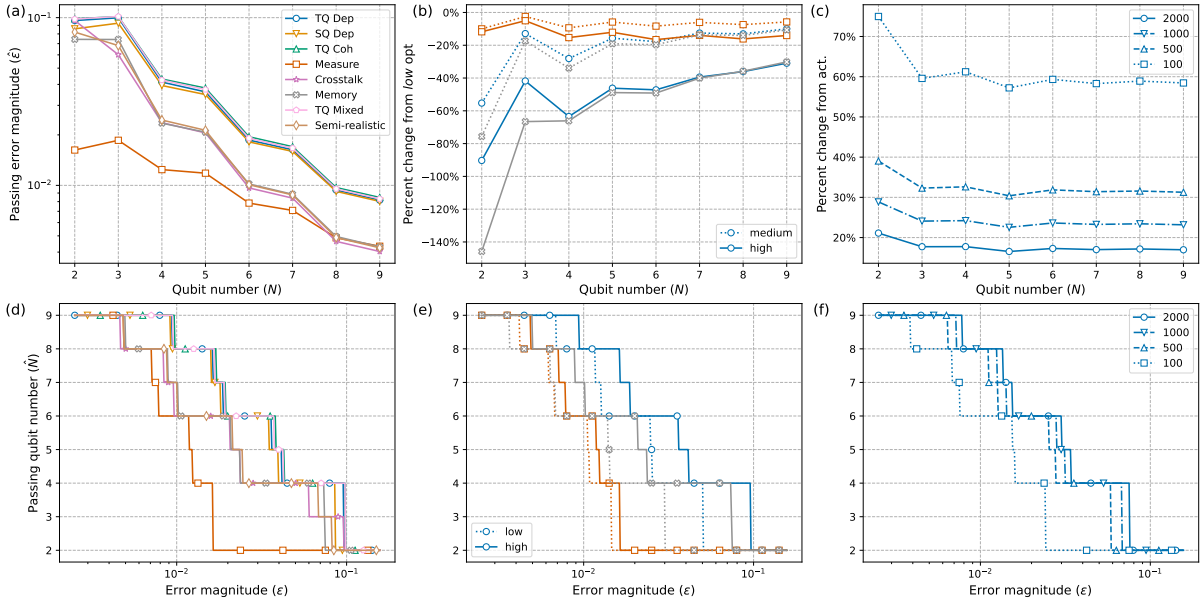 (a)
Passing error magnitude (ε̂)
10⁻¹
10⁻²
TQ Dep
SQ Dep
TQ Coh
Measure
Crosstalk
Memory
TQ Mixed
Semi-realistic
2 3 4 5 6 7 8 9
Qubit number (N)
(b)
Percent change from low opt
0%
−20%
−40%
−60%
−80%
−100%
−120%
−140%
medium
high
2 3 4 5 6 7 8 9
Qubit number (N)
(c)
Percent change from act.
70%
60%
50%
40%
30%
20%
2000
1000
500
100
2 3 4 5 6 7 8 9
Qubit number (N)
(d)
Passing qubit number (N̂)
9
8
7
6
5
4
3
2
10⁻² 10⁻¹
Error magnitude (ε)
(e)
9
8
7
6
5
4
3
2
low
high
10⁻² 10⁻¹
Error magnitude (ε)
(f)
9
8
7
6
5
4
3
2
2000
1000
500
100
10⁻² 10⁻¹
Error magnitude (ε)